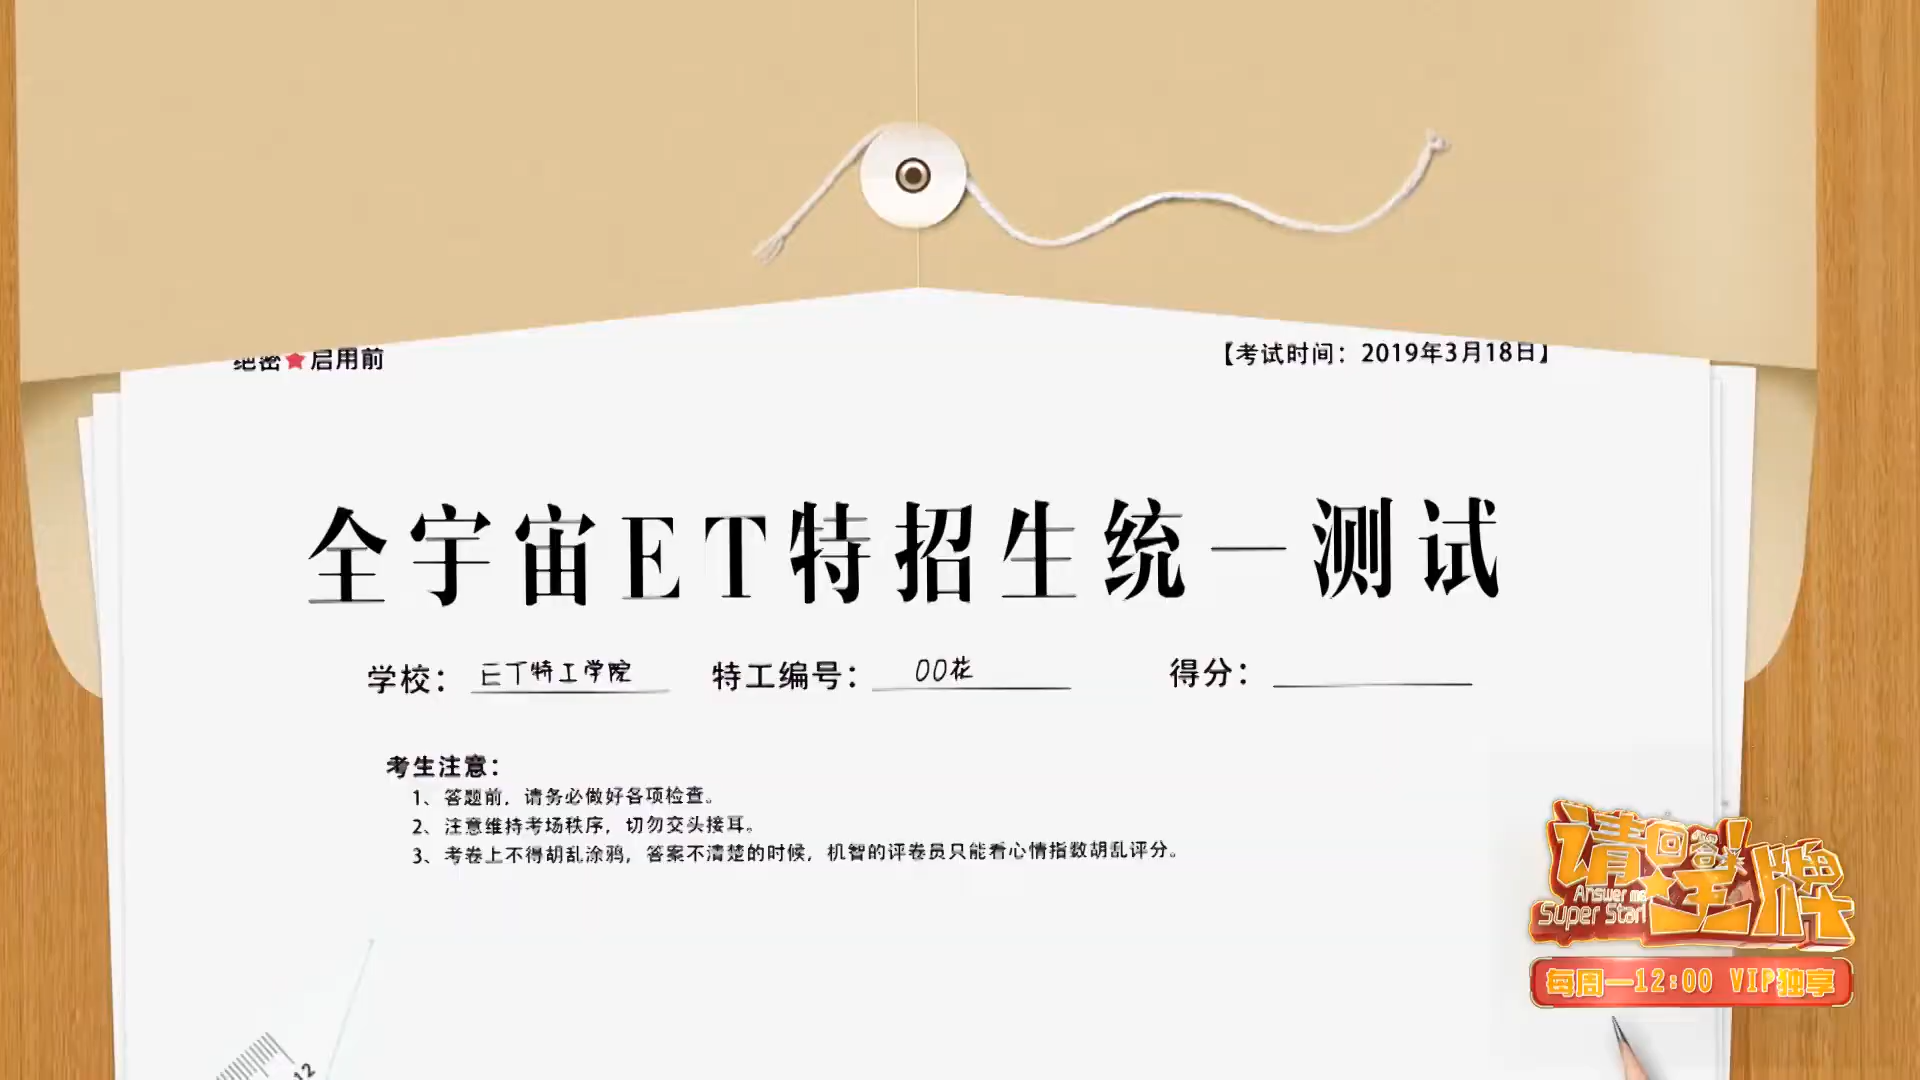 绝密★启用前
【考试时间：2019年3月18日】
全宇宙ET特招生统一测试
学校： ET特工学院 特工编号： 00花 得分：
考生注意：
1、答题前，请务必做好各项检查。
2、注意维持考场秩序，切勿交头接耳。
3、考卷上不得胡乱涂鸦，答案不清楚的时候，机智的评卷员只能看心情指数胡乱评分。
请回答王牌
Answer me
Super Star!
每周一12:00 VIP独享
12